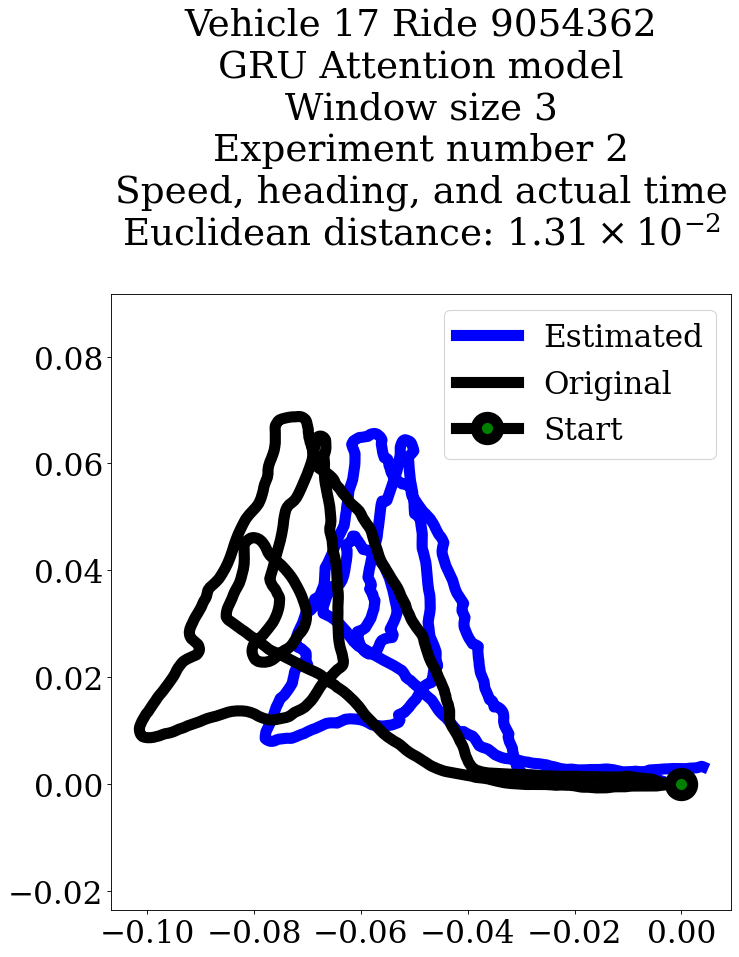 Vehicle 17 Ride 9054362
GRU Attention model
Window size 3
Experiment number 2
Speed, heading, and actual time
Euclidean distance: 1.31 × 10⁻²
Estimated
Original
Start
0.08
0.06
0.04
0.02
0.00
−0.02
−0.10 −0.08 −0.06 −0.04 −0.02 0.00